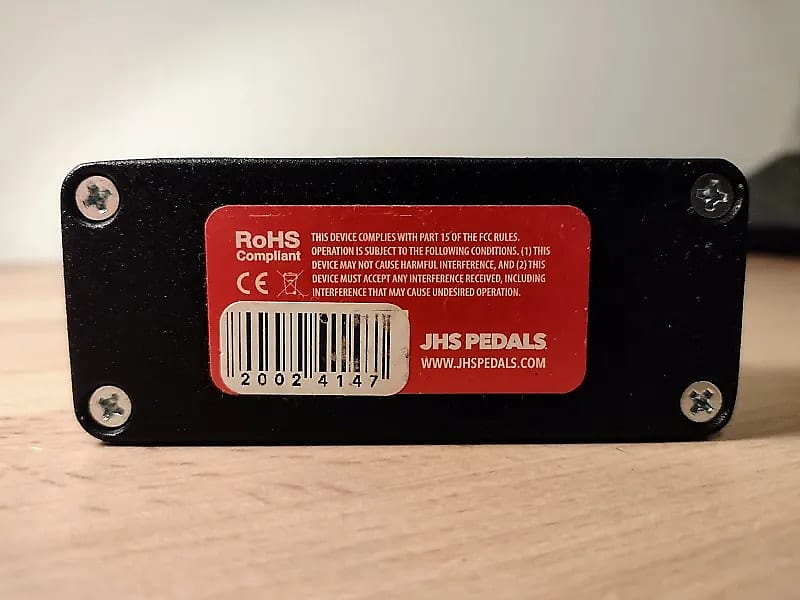 RoHS
Compliant
CE
THIS DEVICE COMPLIES WITH PART 15 OF THE FCC RULES.
OPERATION IS SUBJECT TO THE FOLLOWING CONDITIONS. (1) THIS
DEVICE MAY NOT CAUSE HARMFUL INTERFERENCE, AND (2) THIS
DEVICE MUST ACCEPT ANY INTERFERENCE RECEIVED, INCLUDING
INTERFERENCE THAT MAY CAUSE UNDESIRED OPERATION.
20024147
JHS PEDALS
WWW.JHSPEDALS.COM